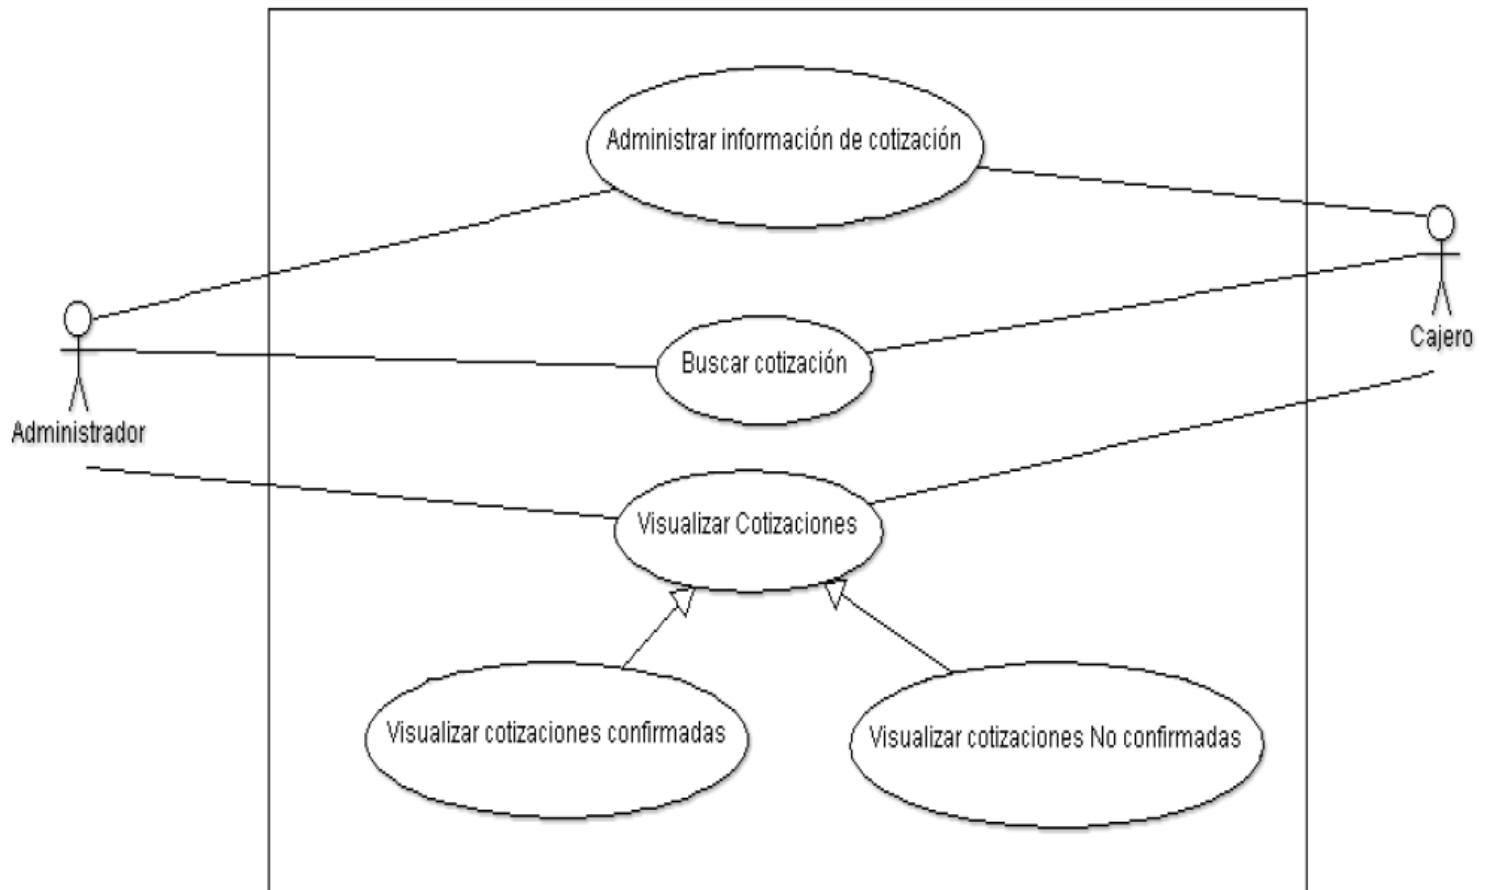 Administrar información de cotización
Cajero
Buscar cotización
Administrador
Visualizar Cotizaciones
Visualizar cotizaciones confirmadas
Visualizar cotizaciones No confirmadas